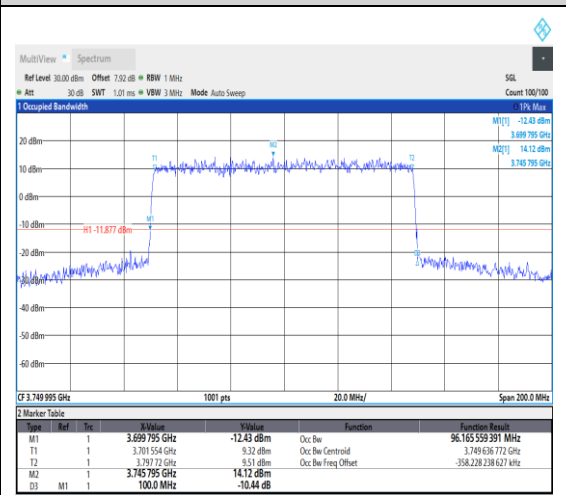 MultiView Spectrum
Ref Level 30.00 dBm Offset 7.92 dB RBW 1 MHz SGL
Att 30 dB SWT 1.01 ms VBW 3 MHz Mode Auto Sweep Count 100/100
1 Occupied Bandwidth 1Pk Max
M1[1] -12.43 dBm
3.699 795 GHz
M2[1] 14.12 dBm
3.745 795 GHz
20 dBm
M2
T1 T2
10 dBm
0 dBm
M1
-10 dBm
H1 -11.877 dBm
-20 dBm
D3
-30 dBm
-40 dBm
-50 dBm
-60 dBm
CF 3.749 995 GHz 1001 pts 20.0 MHz/ Span 200.0 MHz
2 Marker Table
Type Ref Trc X-Value Y-Value Function Function Result
M1 1 3.699 795 GHz -12.43 dBm Occ Bw 96.165 559 391 MHz
T1 1 3.701 554 GHz 9.32 dBm Occ Bw Centroid 3.749 636 772 GHz
T2 1 3.797 72 GHz 9.51 dBm Occ Bw Freq Offset -358.228 238 627 kHz
M2 1 3.745 795 GHz 14.12 dBm
D3 M1 1 100.0 MHz -10.44 dB